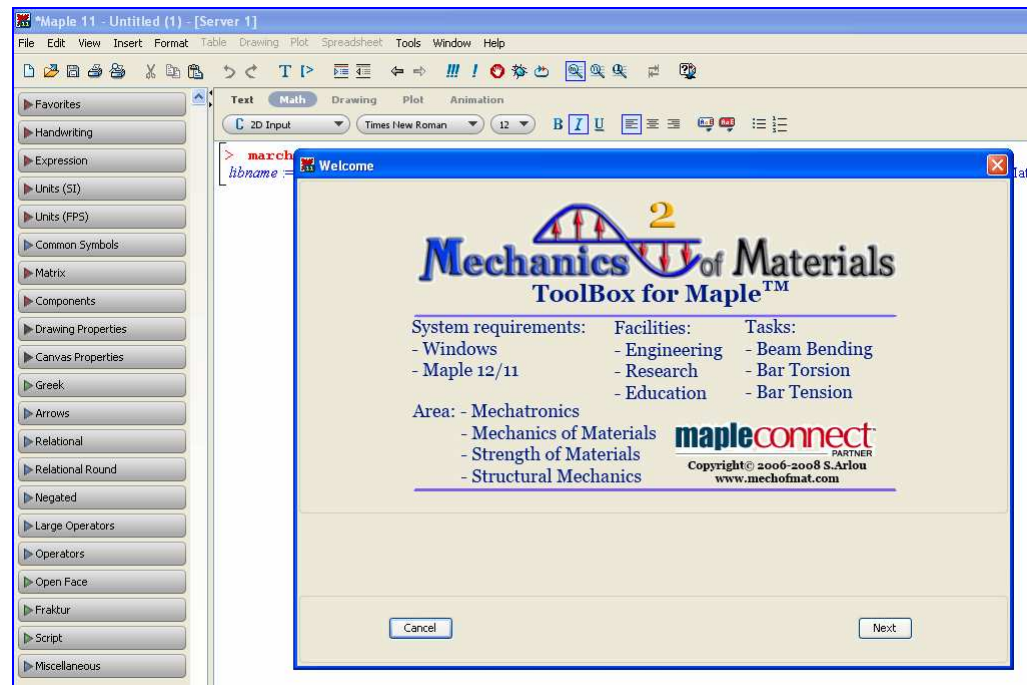 *Maple 11 - Untitled (1) - [Server 1]
File Edit View Insert Format Table Drawing Plot Spreadsheet Tools Window Help
Text Math Drawing Plot Animation
C 2D Input Times New Roman 12 B I U
Favorites
Handwriting
Expression
Units (SI)
Units (FPS)
Common Symbols
Matrix
Components
Drawing Properties
Canvas Properties
Greek
Arrows
Relational
Relational Round
Negated
Large Operators
Operators
Open Face
Fraktur
Script
Miscellaneous
> march
libname :=
Welcome
2
Mechanics of Materials
ToolBox for Maple™
System requirements:
- Windows
- Maple 12/11
Facilities:
- Engineering
- Research
- Education
Tasks:
- Beam Bending
- Bar Torsion
- Bar Tension
Area: - Mechatronics
- Mechanics of Materials
- Strength of Materials
- Structural Mechanics
mapleconnect
PARTNER
Copyright© 2006-2008 S.Arlou
www.mechofmat.com
Cancel Next